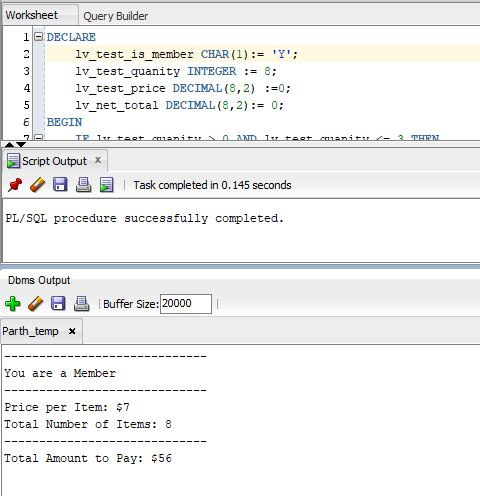 Worksheet Query Builder
1 DECLARE
2 lv_test_is_member CHAR(1):= 'Y';
3 lv_test_quanity INTEGER := 8;
4 lv_test_price DECIMAL(8,2) :=0;
5 lv_net_total DECIMAL(8,2):= 0;
6 BEGIN
7 IF lv_test_quanity > 0 AND lv_test_quanity <= 3 THEN
Script Output x
Task completed in 0.145 seconds
PL/SQL procedure successfully completed.
Dbms Output
Buffer Size: 20000
Parth_temp x
-----------------------------
You are a Member
-----------------------------
Price per Item: $7
Total Number of Items: 8
-----------------------------
Total Amount to Pay: $56